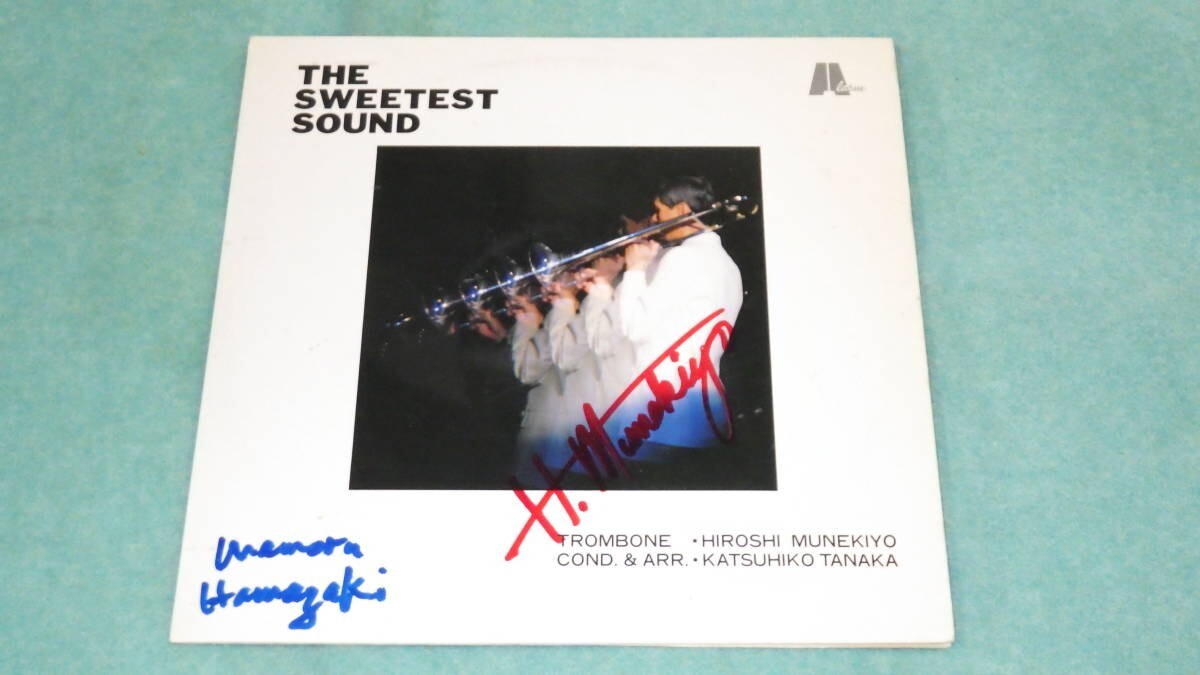 THE
SWEETEST
SOUND
H. Munekiyo
TROMBONE • HIROSHI MUNEKIYO
COND. & ARR. • KATSUHIKO TANAKA
Mamoru
Hamazaki